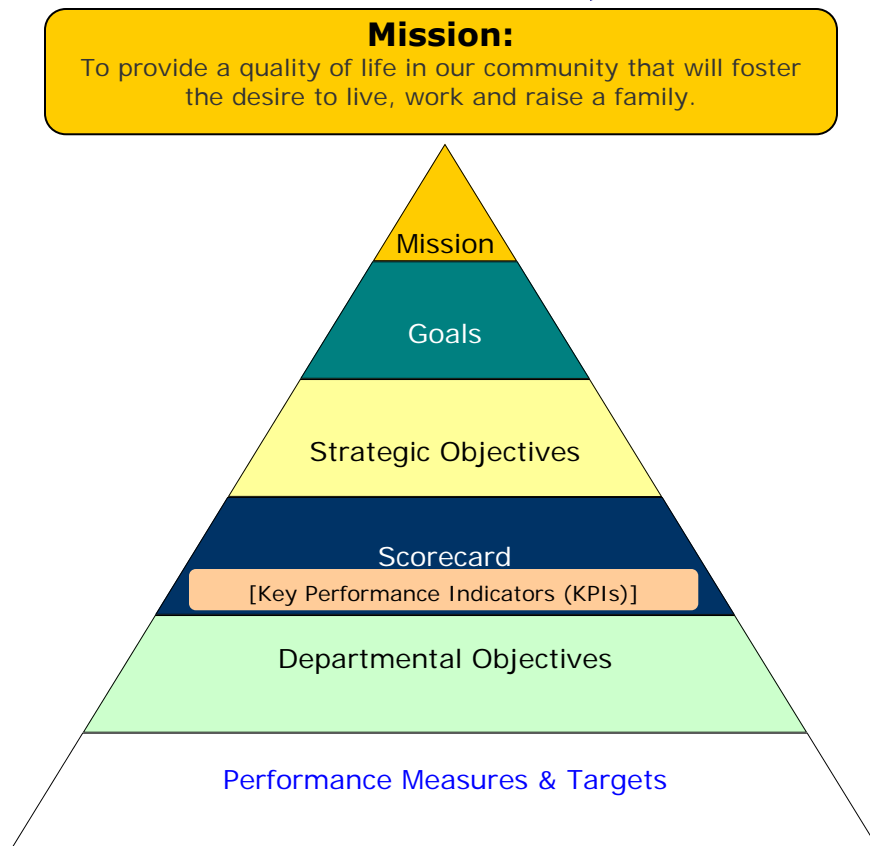 Mission:
To provide a quality of life in our community that will foster
the desire to live, work and raise a family.
Mission
Goals
Strategic Objectives
Scorecard
[Key Performance Indicators (KPIs)]
Departmental Objectives
Performance Measures & Targets